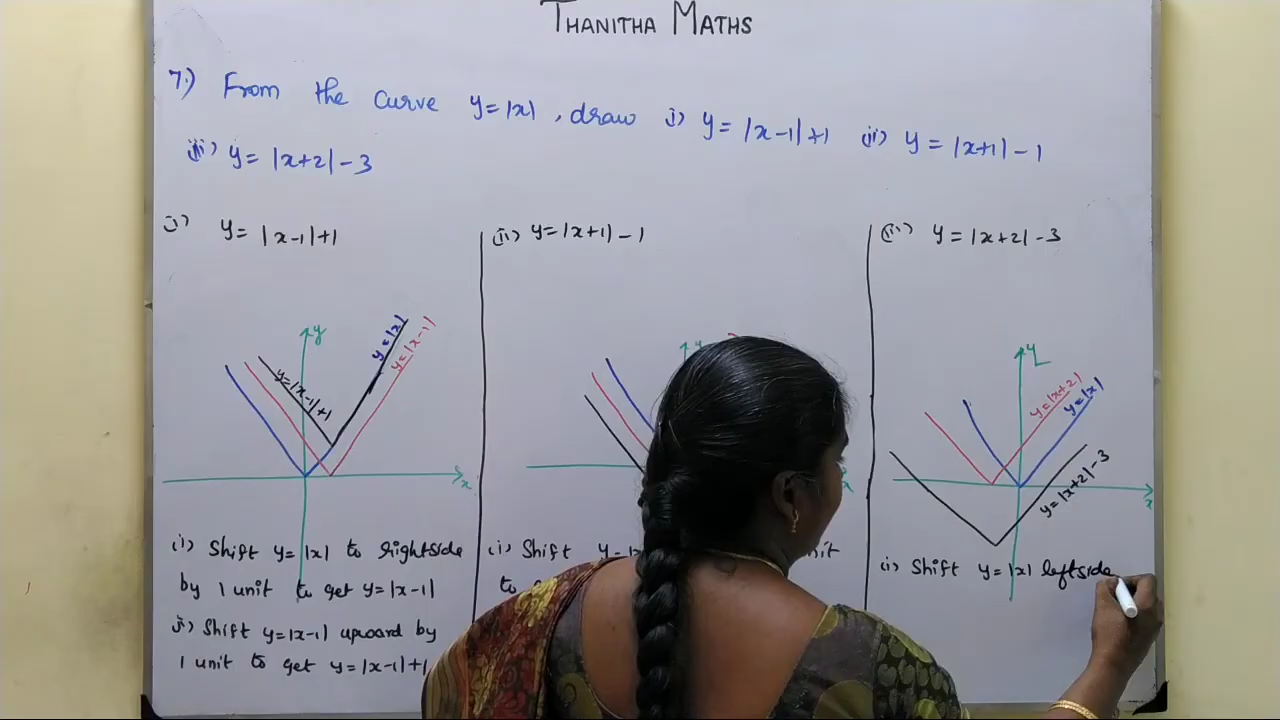 THANITHA MATHS
7.) From the curve y=|x|, draw i) y=|x-1|+1 ii) y=|x+1|-1
iii) y=|x+2|-3
i) y=|x-1|+1
y
y=|x|
y=|x-1|
y=|x-1|+1
x
(i) Shift y=|x| to rightside
by 1 unit to get y=|x-1|
ii) Shift y=|x-1| upward by
1 unit to get y=|x-1|+1
(ii) y=|x+1|-1
x
(i) Shift
to
(iii) y=|x+2|-3
y
y=|x+2|
y=|x|
y=|x+2|-3
x
(i) Shift y=|x| leftside